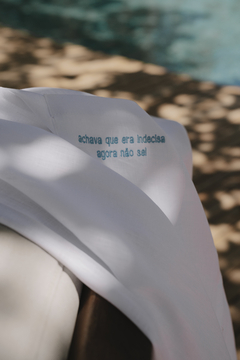 achava que era indecisa
agora não sei